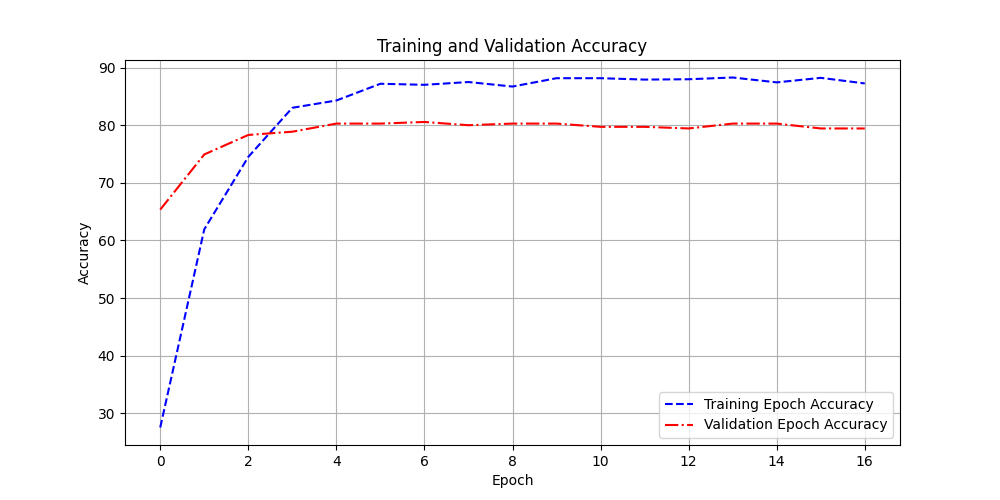 Training and Validation Accuracy
Accuracy
90
80
70
60
50
40
30
0 2 4 6 8 10 12 14 16
Epoch
Training Epoch Accuracy
Validation Epoch Accuracy